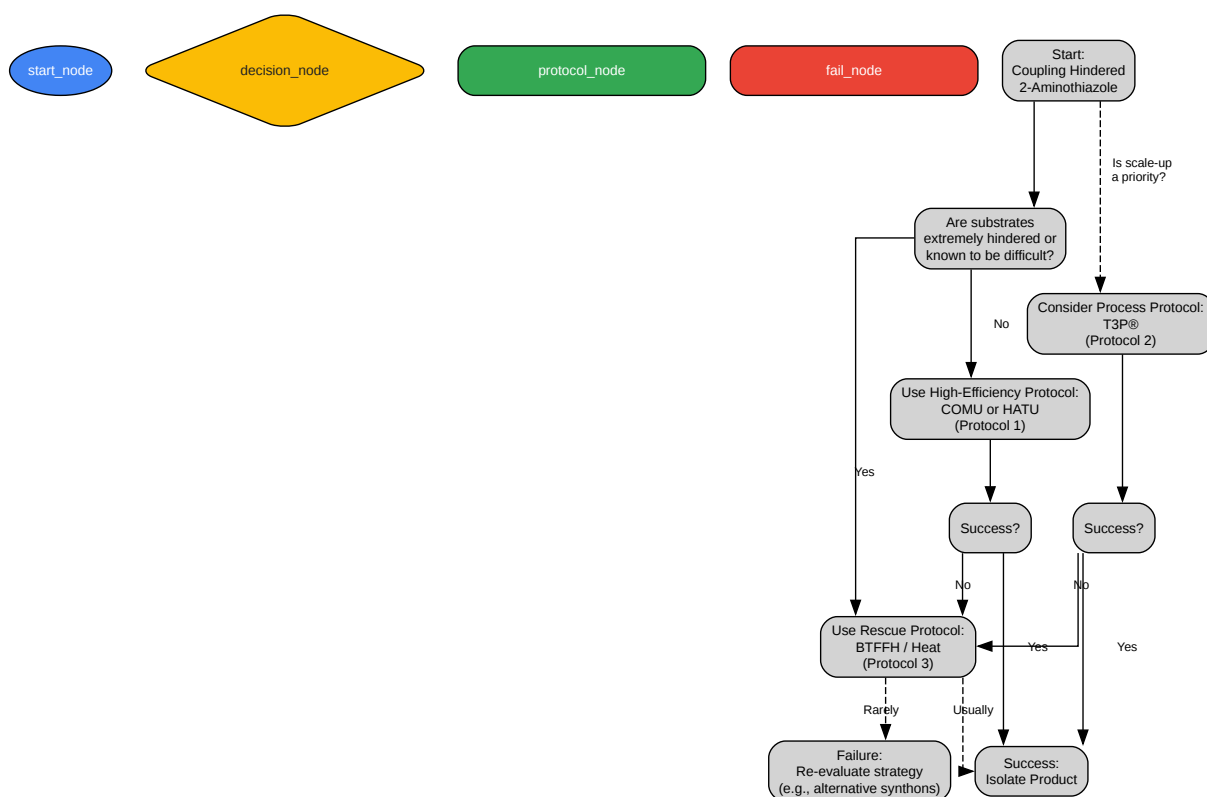 start_node
decision_node
protocol_node
fail_node
Start:
Coupling Hindered
2-Aminothiazole
Is scale-up
a priority?
Are substrates
extremely hindered or
known to be difficult?
Consider Process Protocol:
T3P®
(Protocol 2)
No
Use High-Efficiency Protocol:
COMU or HATU
(Protocol 1)
Yes
Success?
Success?
No
No
Use Rescue Protocol:
BTFFH / Heat
(Protocol 3)
Yes
Yes
Rarely
Usually
Failure:
Re-evaluate strategy
(e.g., alternative synthons)
Success:
Isolate Product